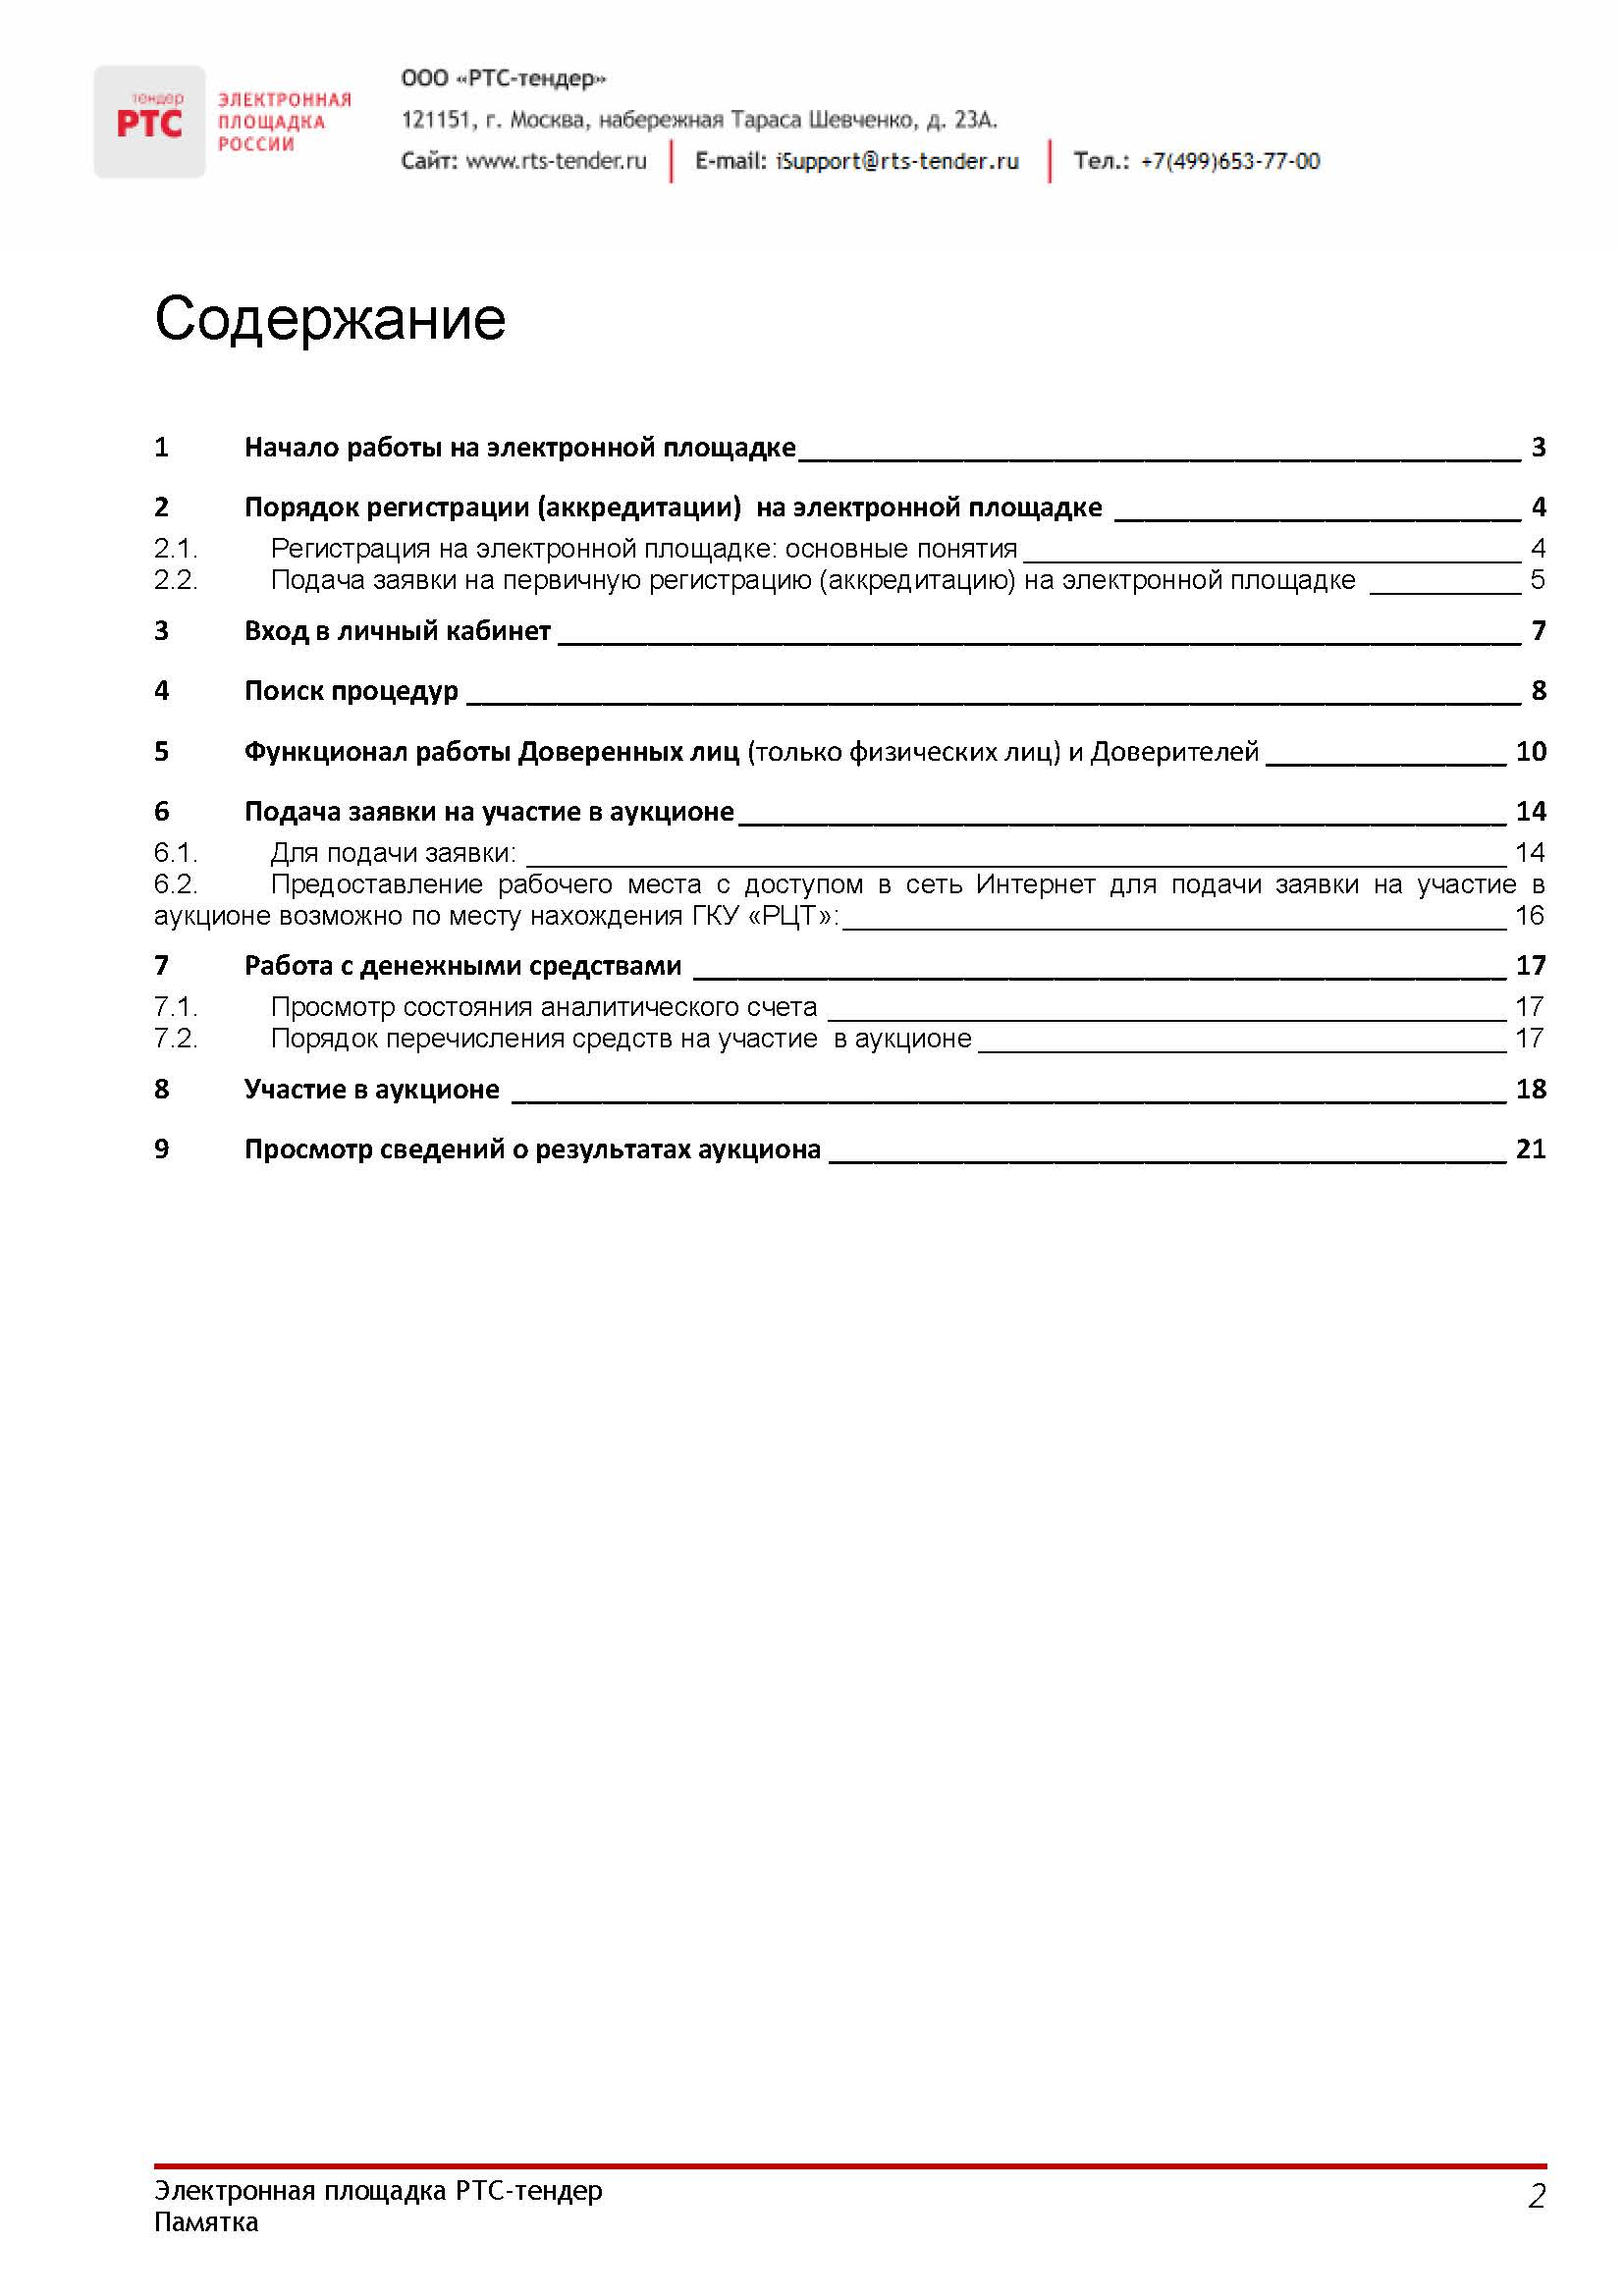 тендер
РТС
ЭЛЕКТРОННАЯ
ПЛОЩАДКА
РОССИИ
ООО «РТС-тендер»
121151, г. Москва, набережная Тараса Шевченко, д. 23А.
Сайт: www.rts-tender.ru E-mail: iSupport@rts-tender.ru Тел.: +7(499)653-77-00
Содержание
1 Начало работы на электронной площадке 3
2 Порядок регистрации (аккредитации) на электронной площадке 4
2.1. Регистрация на электронной площадке: основные понятия 4
2.2. Подача заявки на первичную регистрацию (аккредитацию) на электронной площадке 5
3 Вход в личный кабинет 7
4 Поиск процедур 8
5 Функционал работы Доверенных лиц (только физических лиц) и Доверителей 10
6 Подача заявки на участие в аукционе 14
6.1. Для подачи заявки: 14
6.2. Предоставление рабочего места с доступом в сеть Интернет для подачи заявки на участие в
аукционе возможно по месту нахождения ГКУ «РЦТ»: 16
7 Работа с денежными средствами 17
7.1. Просмотр состояния аналитического счета 17
7.2. Порядок перечисления средств на участие в аукционе 17
8 Участие в аукционе 18
9 Просмотр сведений о результатах аукциона 21
Электронная площадка РТС-тендер 2
Памятка